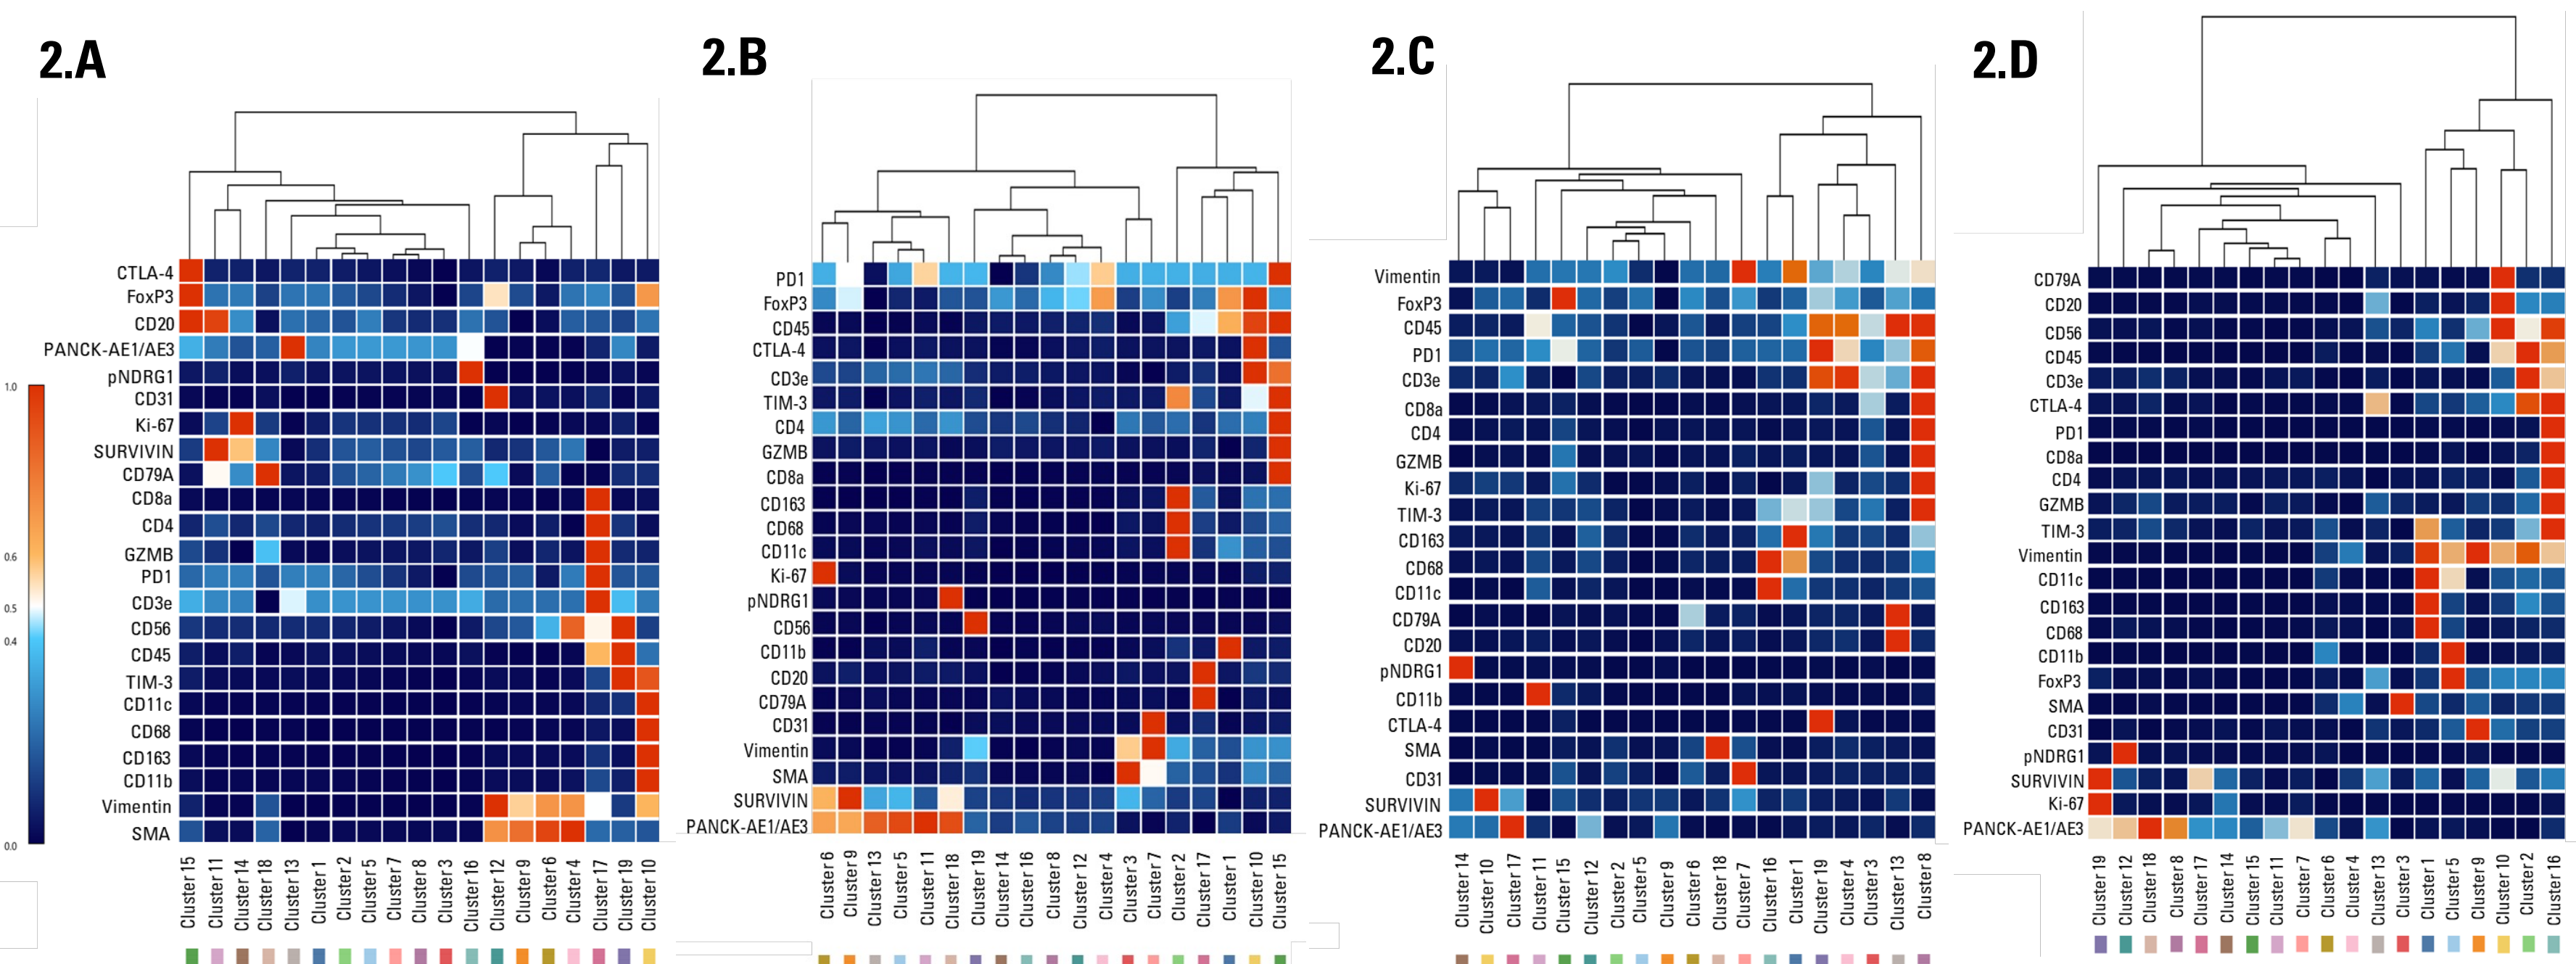 2.A
2.B
2.C
2.D
1.0
0.6
0.5
0.4
0.0
CTLA-4
FoxP3
CD20
PANCK-AE1/AE3
pNDRG1
CD31
Ki-67
SURVIVIN
CD79A
CD8a
CD4
GZMB
PD1
CD3e
CD56
CD45
TIM-3
CD11c
CD68
CD163
CD11b
Vimentin
SMA
Cluster 15
Cluster 11
Cluster 14
Cluster 18
Cluster 13
Cluster 1
Cluster 2
Cluster 5
Cluster 7
Cluster 8
Cluster 3
Cluster 16
Cluster 12
Cluster 9
Cluster 6
Cluster 4
Cluster 17
Cluster 19
Cluster 10
PD1
FoxP3
CD45
CTLA-4
CD3e
TIM-3
CD4
GZMB
CD8a
CD163
CD68
CD11c
Ki-67
pNDRG1
CD56
CD11b
CD20
CD79A
CD31
Vimentin
SMA
SURVIVIN
PANCK-AE1/AE3
Cluster 6
Cluster 9
Cluster 13
Cluster 5
Cluster 11
Cluster 18
Cluster 19
Cluster 14
Cluster 16
Cluster 8
Cluster 12
Cluster 4
Cluster 3
Cluster 7
Cluster 2
Cluster 17
Cluster 1
Cluster 10
Cluster 15
Vimentin
FoxP3
CD45
PD1
CD3e
CD8a
CD4
GZMB
Ki-67
TIM-3
CD163
CD68
CD11c
CD79A
CD20
pNDRG1
CD11b
CTLA-4
SMA
CD31
SURVIVIN
PANCK-AE1/AE3
Cluster 14
Cluster 10
Cluster 17
Cluster 11
Cluster 15
Cluster 12
Cluster 2
Cluster 5
Cluster 9
Cluster 6
Cluster 18
Cluster 7
Cluster 16
Cluster 1
Cluster 19
Cluster 4
Cluster 3
Cluster 13
Cluster 8
CD79A
CD20
CD56
CD45
CD3e
CTLA-4
PD1
CD8a
CD4
GZMB
TIM-3
Vimentin
CD11c
CD163
CD68
CD11b
FoxP3
SMA
CD31
pNDRG1
SURVIVIN
Ki-67
PANCK-AE1/AE3
Cluster 19
Cluster 12
Cluster 18
Cluster 8
Cluster 17
Cluster 14
Cluster 15
Cluster 11
Cluster 7
Cluster 6
Cluster 4
Cluster 13
Cluster 3
Cluster 1
Cluster 5
Cluster 9
Cluster 10
Cluster 2
Cluster 16